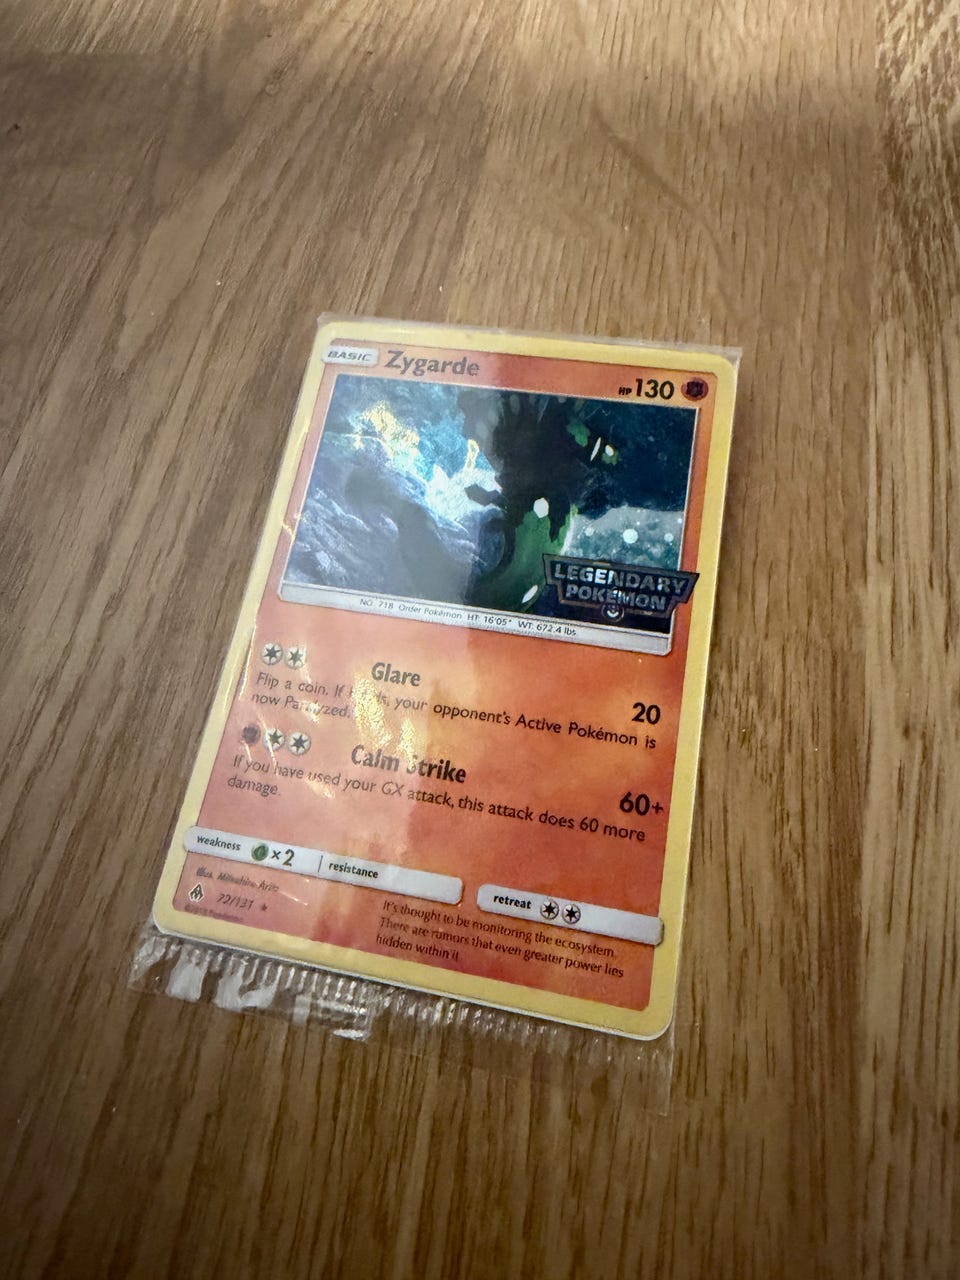 BASIC Zygarde HP 130
LEGENDARY
POKÉMON
NO. 718 Order Pokémon HT: 16'05" WT: 672.4 lbs.
Glare 20
Flip a coin. If your opponent's Active Pokémon is
now
Calm Strike 60+
If you have used your GX attack, this attack does 60 more
damage.
weakness ×2 resistance
retreat
Illus. Mitsuhiro Arita
72/131
It's thought to be monitoring the ecosystem.
There are rumors that even greater power lies
hidden within it.